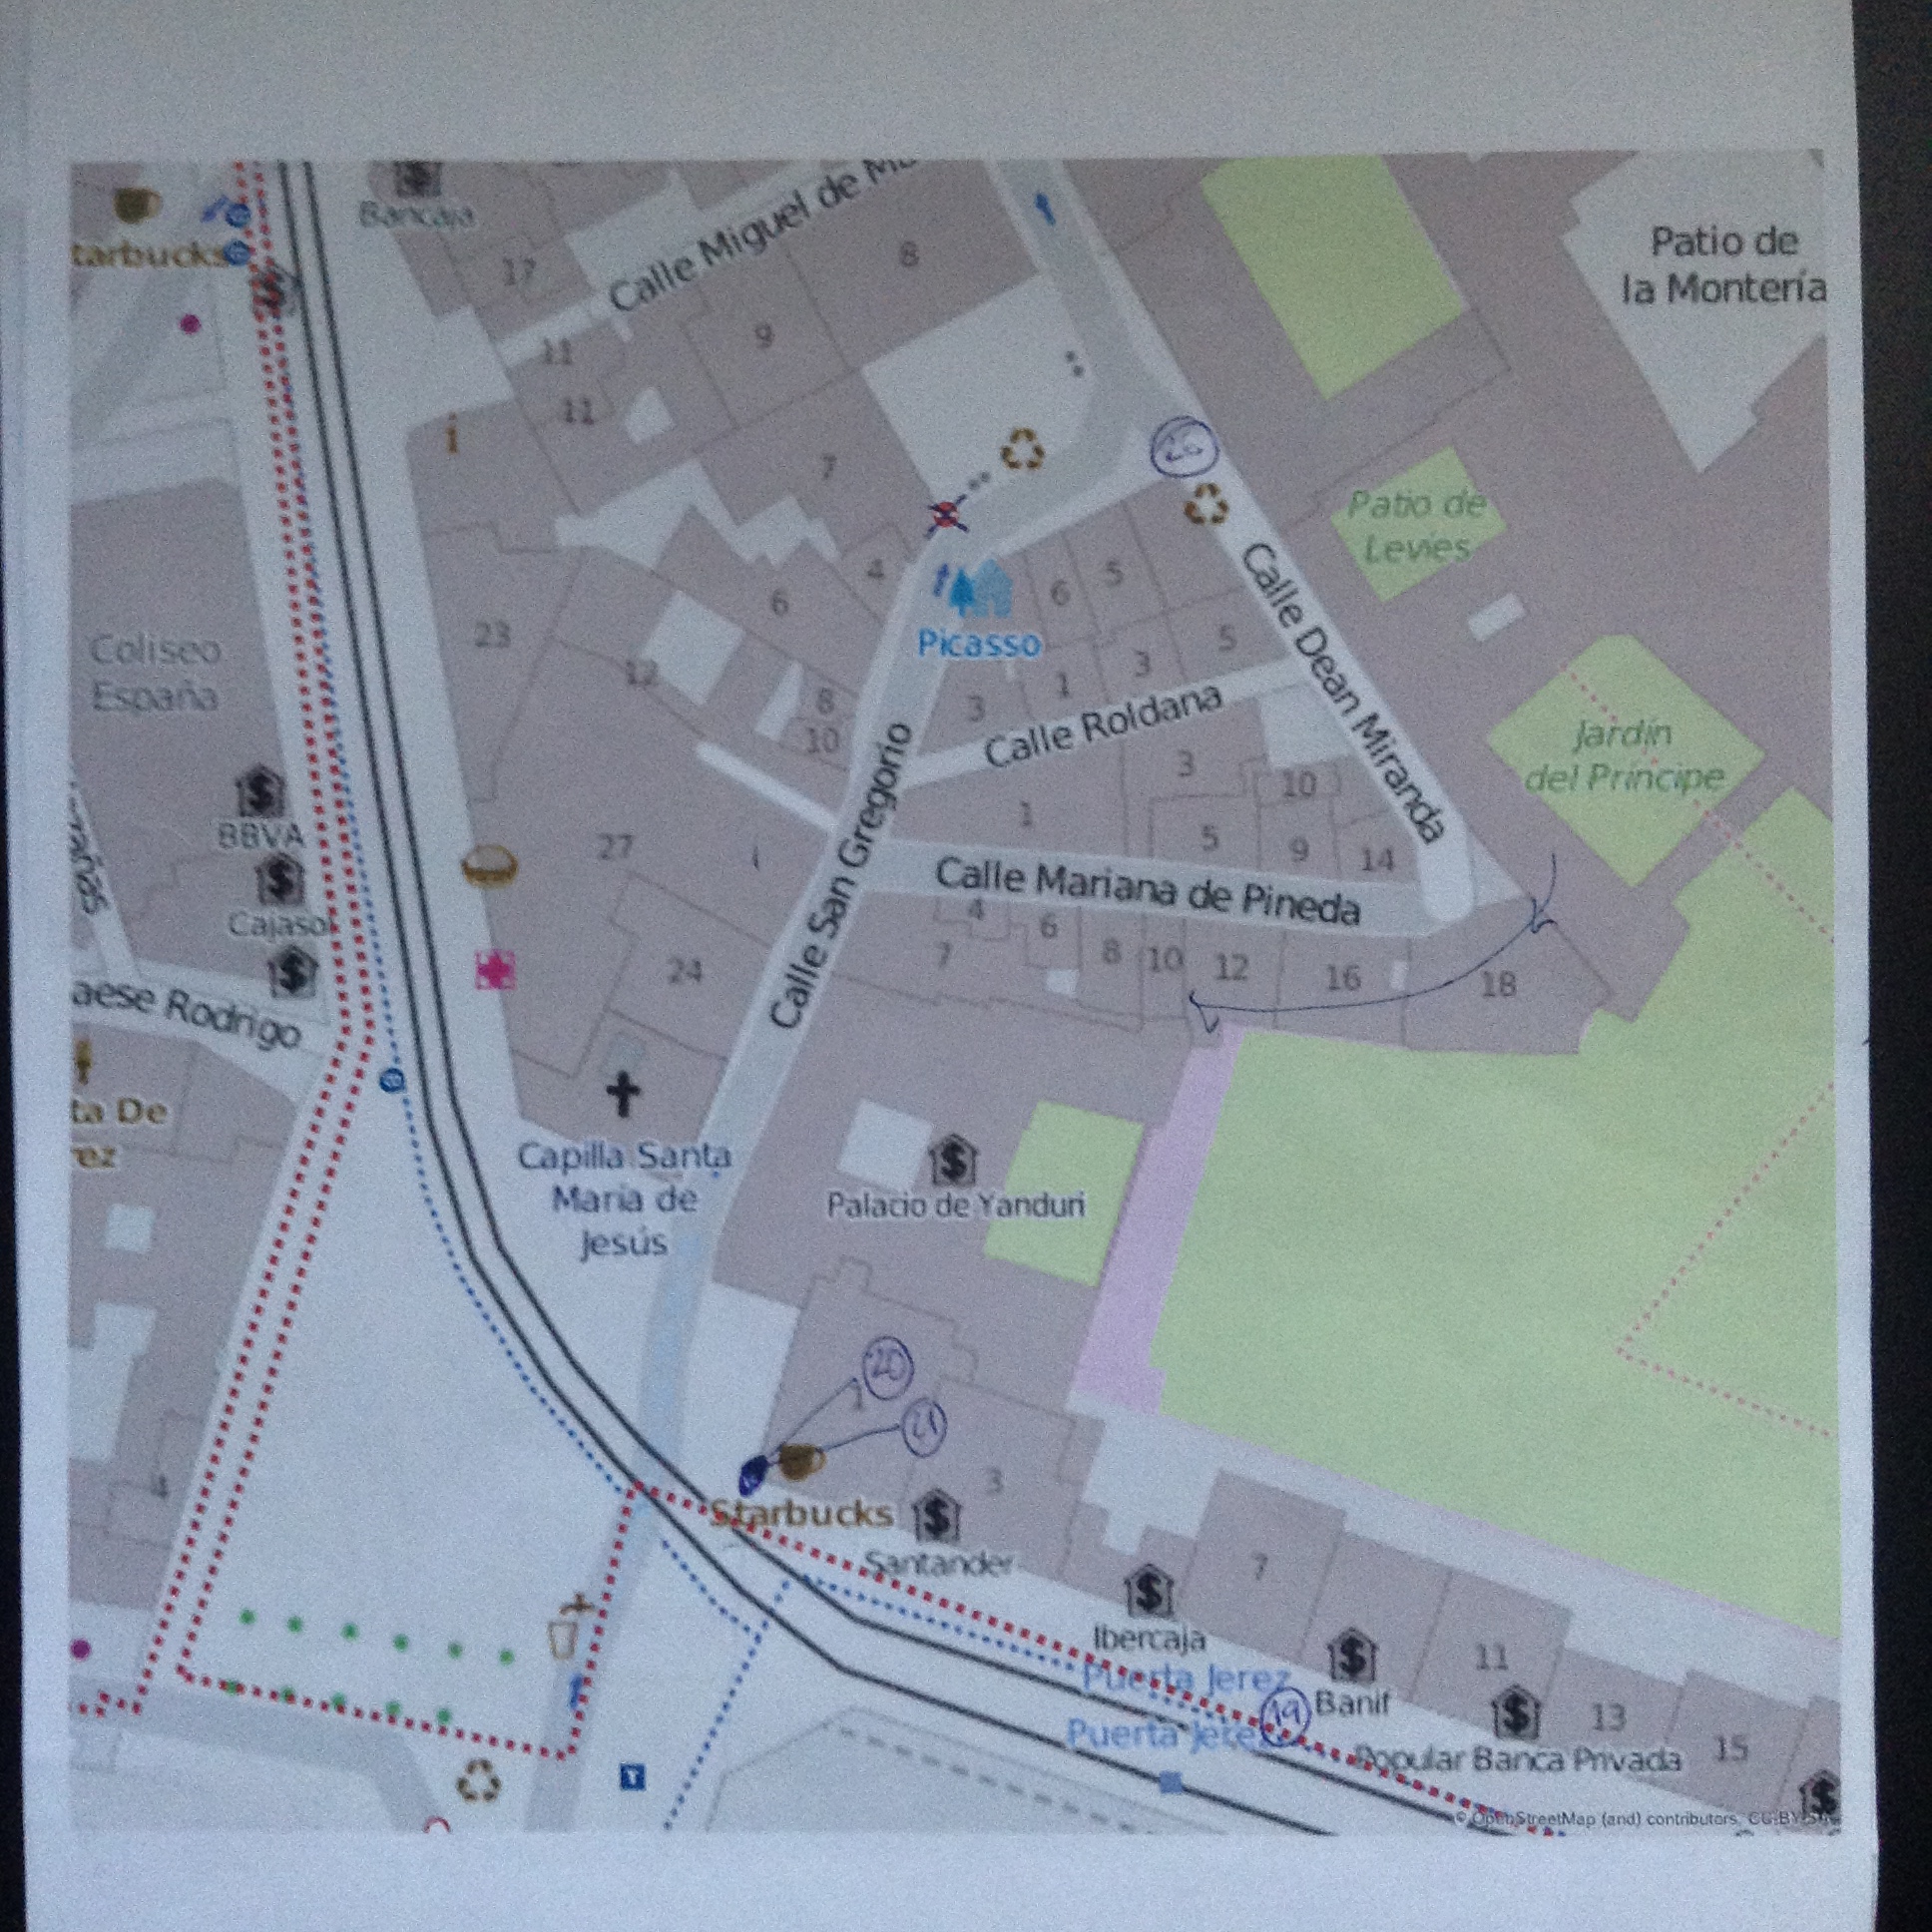 Bancaja
tarbucks
Calle Miguel de
17
8
Patio de
la Montería
11
9
11
7
26
Patio de
Levíes
4
6
6
5
Picasso
Coliseo
España
23
12
8
10
3
1
3
5
Calle Roldana
Calle Dean Miranda
Jardín
del Príncipe
3
10
1
BBVA
27
5
9
14
Calle San Gregorio
Calle Mariana de Pineda
Cajasol
4
6
7
8
10
12
16
18
24
aese Rodrigo
ta De
rez
Capilla Santa
María de
Jesús
Palacio de Yanduri
20
21
4
3
Starbucks
Santander
7
Ibercaja
Puerta Jerez
11
Banif
19
13
Puerta Jerez
Popular Banca Privada
15
© OpenStreetMap (and) contributors, CC-BY-SA